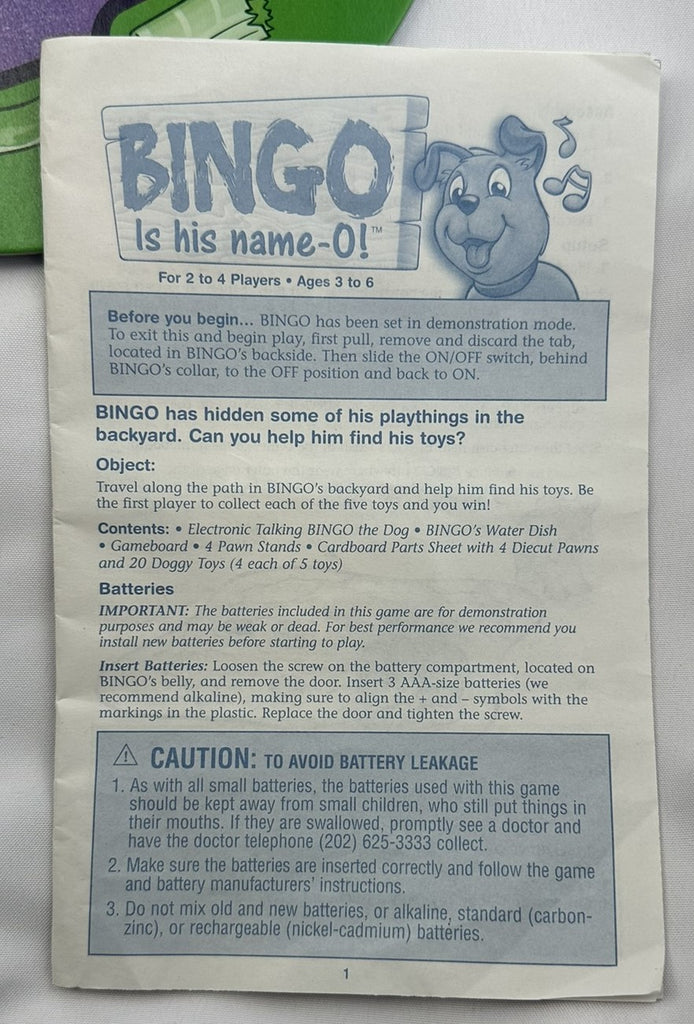 BINGO
Is his name-O!™
For 2 to 4 Players • Ages 3 to 6
Before you begin... BINGO has been set in demonstration mode.
To exit this and begin play, first pull, remove and discard the tab,
located in BINGO's backside. Then slide the ON/OFF switch, behind
BINGO's collar, to the OFF position and back to ON.
BINGO has hidden some of his playthings in the
backyard. Can you help him find his toys?
Object:
Travel along the path in BINGO's backyard and help him find his toys. Be
the first player to collect each of the five toys and you win!
Contents: • Electronic Talking BINGO the Dog • BINGO's Water Dish
• Gameboard • 4 Pawn Stands • Cardboard Parts Sheet with 4 Diecut Pawns
and 20 Doggy Toys (4 each of 5 toys)
Batteries
IMPORTANT: The batteries included in this game are for demonstration
purposes and may be weak or dead. For best performance we recommend you
install new batteries before starting to play.
Insert Batteries: Loosen the screw on the battery compartment, located on
BINGO's belly, and remove the door. Insert 3 AAA-size batteries (we
recommend alkaline), making sure to align the + and – symbols with the
markings in the plastic. Replace the door and tighten the screw.
CAUTION: TO AVOID BATTERY LEAKAGE
1. As with all small batteries, the batteries used with this game
should be kept away from small children, who still put things in
their mouths. If they are swallowed, promptly see a doctor and
have the doctor telephone (202) 625-3333 collect.
2. Make sure the batteries are inserted correctly and follow the game
and battery manufacturers' instructions.
3. Do not mix old and new batteries, or alkaline, standard (carbon-
zinc), or rechargeable (nickel-cadmium) batteries.
1